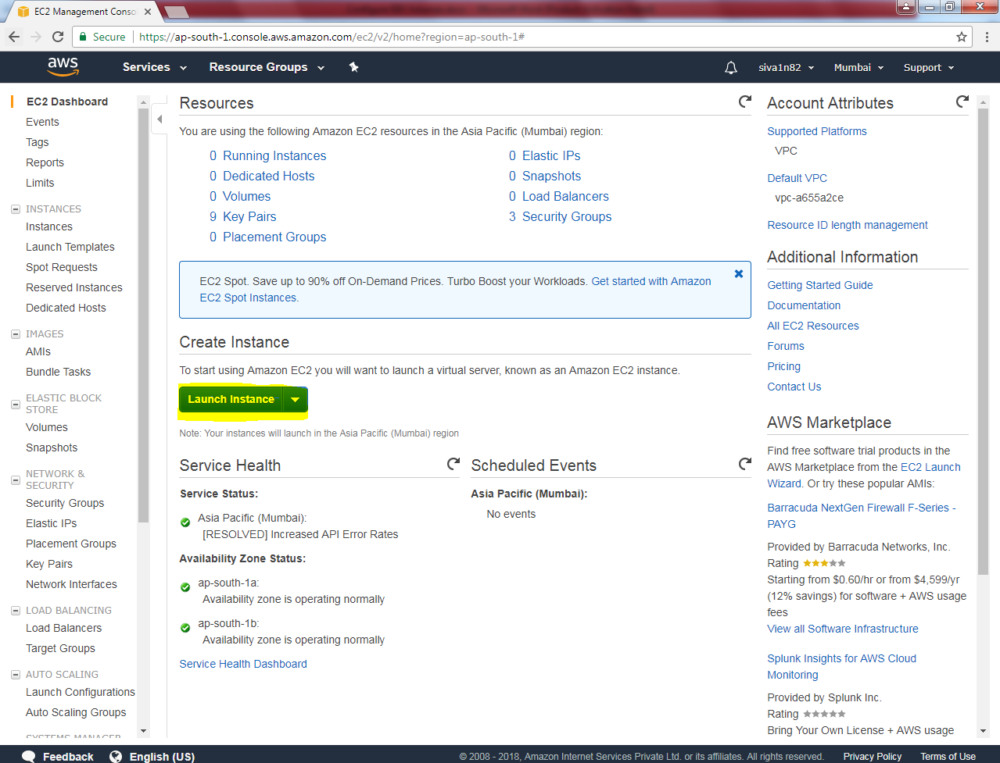 EC2 Management Conso
Secure
https://ap-south-1.console.aws.amazon.com/ec2/v2/home?region=ap-south-1#
aws
Services
Resource Groups
siva1n82
Mumbai
Support
EC2 Dashboard
Events
Tags
Reports
Limits
INSTANCES
Instances
Launch Templates
Spot Requests
Reserved Instances
Dedicated Hosts
IMAGES
AMIs
Bundle Tasks
ELASTIC BLOCK
STORE
Volumes
Snapshots
NETWORK &
SECURITY
Security Groups
Elastic IPs
Placement Groups
Key Pairs
Network Interfaces
LOAD BALANCING
Load Balancers
Target Groups
AUTO SCALING
Launch Configurations
Auto Scaling Groups
SYSTEMS MANAGER
Resources
You are using the following Amazon EC2 resources in the Asia Pacific (Mumbai) region:
0 Running Instances
0 Dedicated Hosts
0 Volumes
9 Key Pairs
0 Placement Groups
0 Elastic IPs
0 Snapshots
0 Load Balancers
3 Security Groups
EC2 Spot. Save up to 90% off On-Demand Prices. Turbo Boost your Workloads. Get started with Amazon
EC2 Spot Instances.
Create Instance
To start using Amazon EC2 you will want to launch a virtual server, known as an Amazon EC2 instance.
Launch Instance
Note: Your instances will launch in the Asia Pacific (Mumbai) region
Service Health
Service Status:
Asia Pacific (Mumbai):
[RESOLVED] Increased API Error Rates
Availability Zone Status:
ap-south-1a:
Availability zone is operating normally
ap-south-1b:
Availability zone is operating normally
Service Health Dashboard
Scheduled Events
Asia Pacific (Mumbai):
No events
Account Attributes
Supported Platforms
VPC
Default VPC
vpc-a655a2ce
Resource ID length management
Additional Information
Getting Started Guide
Documentation
All EC2 Resources
Forums
Pricing
Contact Us
AWS Marketplace
Find free software trial products in the
AWS Marketplace from the EC2 Launch
Wizard. Or try these popular AMIs:
Barracuda NextGen Firewall F-Series -
PAYG
Provided by Barracuda Networks, Inc.
Rating
Starting from $0.60/hr or from $4,599/yr
(12% savings) for software + AWS usage
fees
View all Software Infrastructure
Splunk Insights for AWS Cloud
Monitoring
Provided by Splunk Inc.
Rating
Bring Your Own License + AWS usage
Feedback
English (US)
© 2008 - 2018, Amazon Internet Services Private Ltd. or its affiliates. All rights reserved.
Privacy Policy
Terms of Use